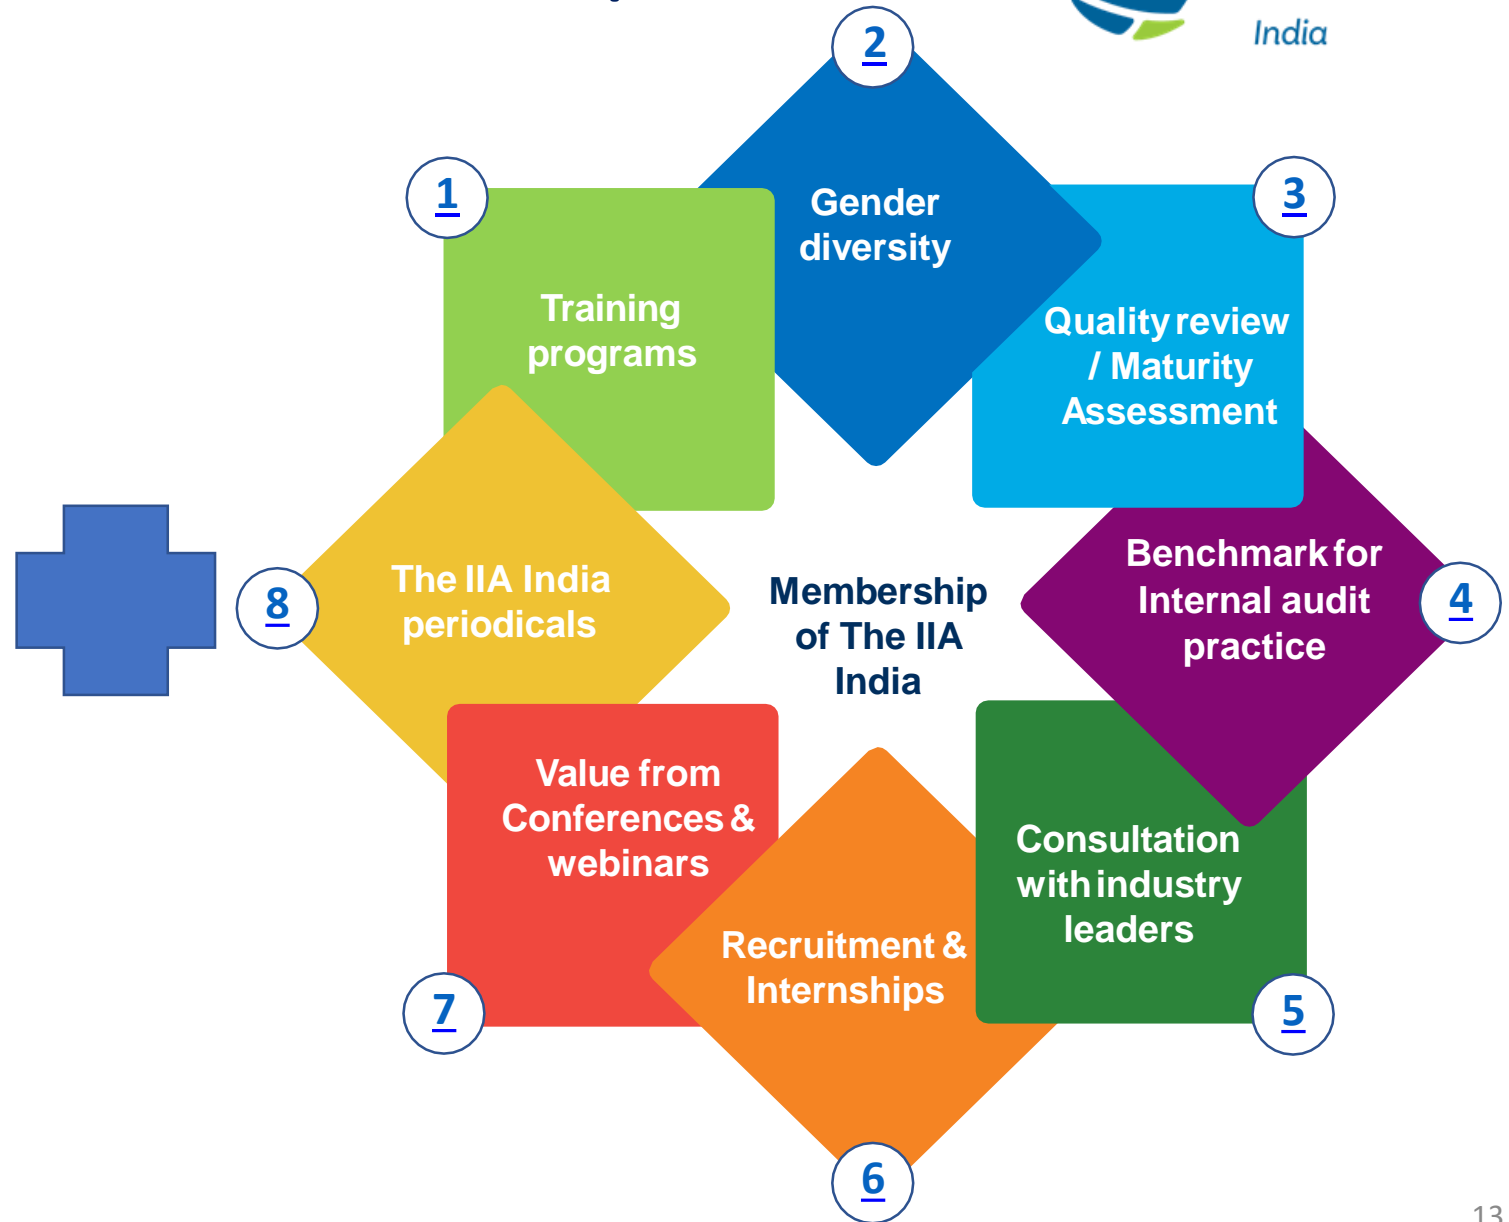 India
1
Training
programs
2
Gender
diversity
3
Quality review
/ Maturity
Assessment
4
Benchmark for
Internal audit
practice
5
Consultation
with industry
leaders
6
Recruitment &
Internships
7
Value from
Conferences &
webinars
8
The IIA India
periodicals
Membership
of The IIA
India
13